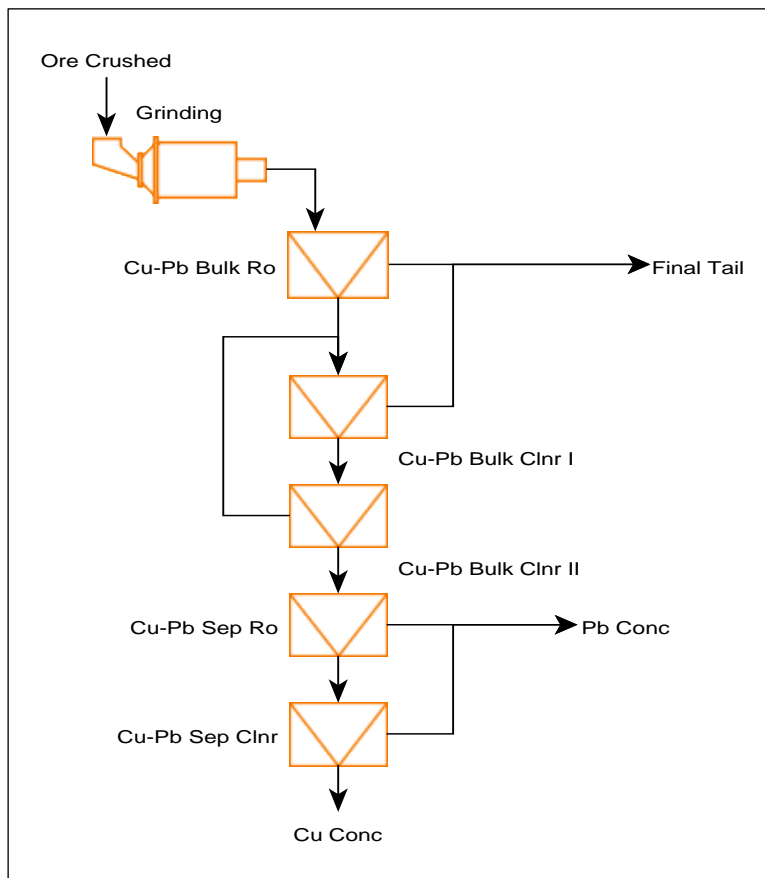 Ore Crushed
Grinding
Cu-Pb Bulk Ro
Final Tail
Cu-Pb Bulk Clnr I
Cu-Pb Bulk Clnr II
Cu-Pb Sep Ro
Pb Conc
Cu-Pb Sep Clnr
Cu Conc